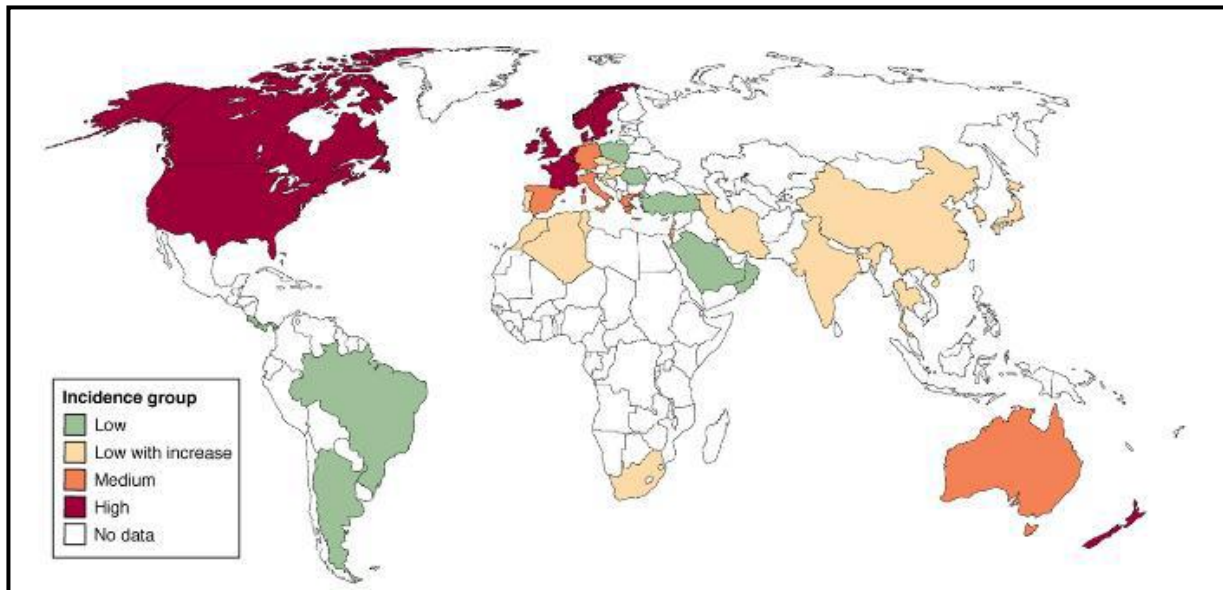 Incidence group
Low
Low with increase
Medium
High
No data